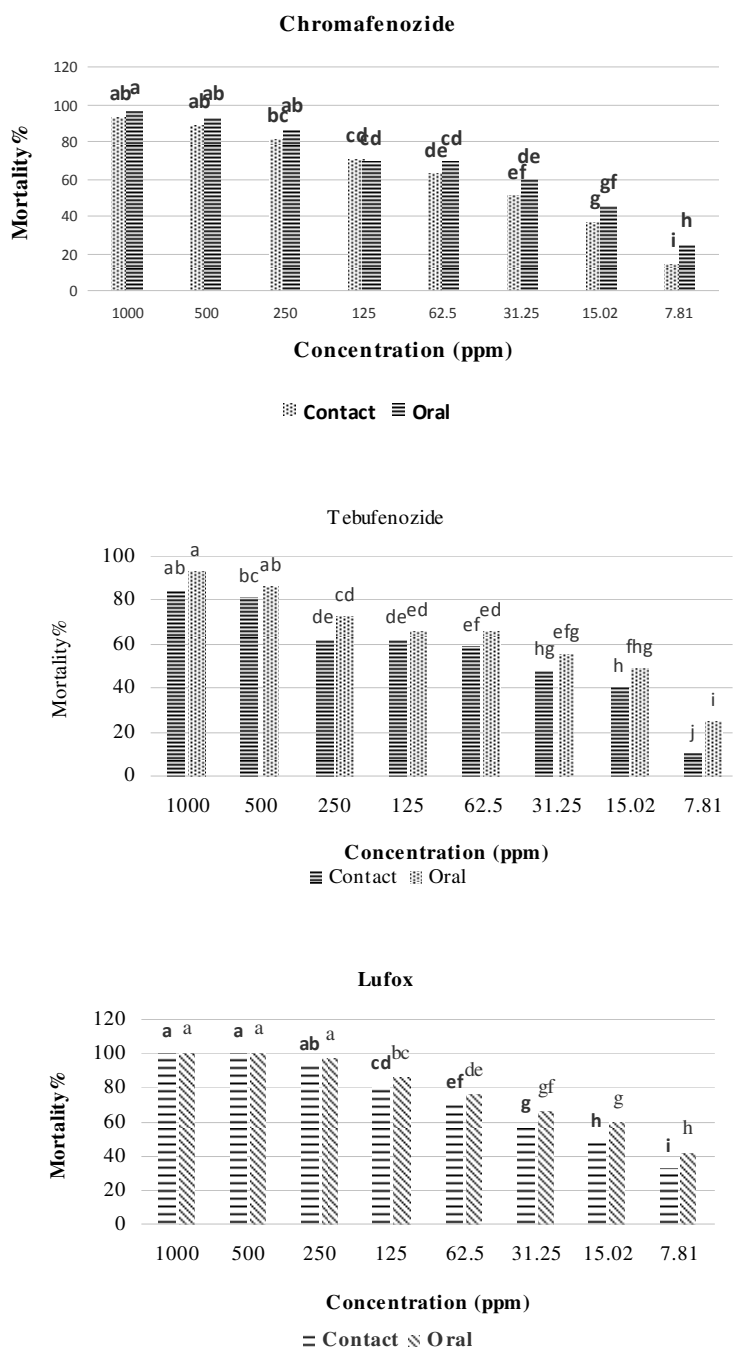 Chromafenozide
120
100
80
60
40
20
0
Mortality%
ab a ab ab bc ab cd cd de cd ef de g gf i h
1000 500 250 125 62.5 31.25 15.02 7.81
Concentration (ppm)
Contact Oral
Tebufenozide
100
80
60
40
20
0
Mortality%
ab a bc ab de cd de ed ef ed hg efg h fhg j i
1000 500 250 125 62.5 31.25 15.02 7.81
Concentration (ppm)
Contact Oral
Lufox
120
100
80
60
40
20
0
Mortality%
a a a a ab a cd bc ef de g gf h g i h
1000 500 250 125 62.5 31.25 15.02 7.81
Concentration (ppm)
Contact Oral